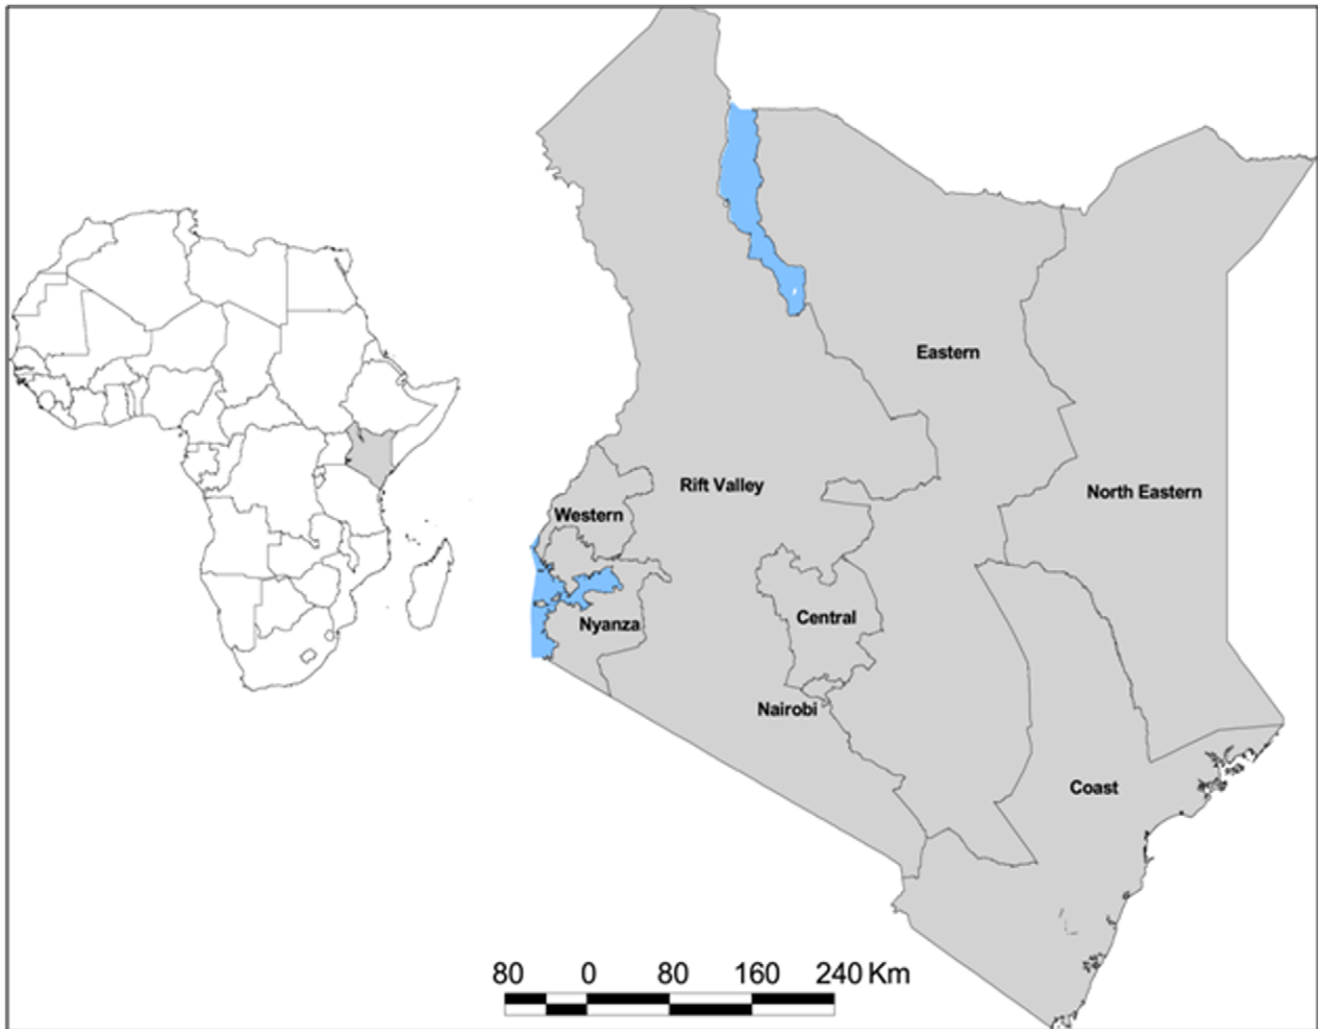 Eastern
Rift Valley
North Eastern
Western
Central
Nyanza
Nairobi
Coast
80 0 80 160 240 Km